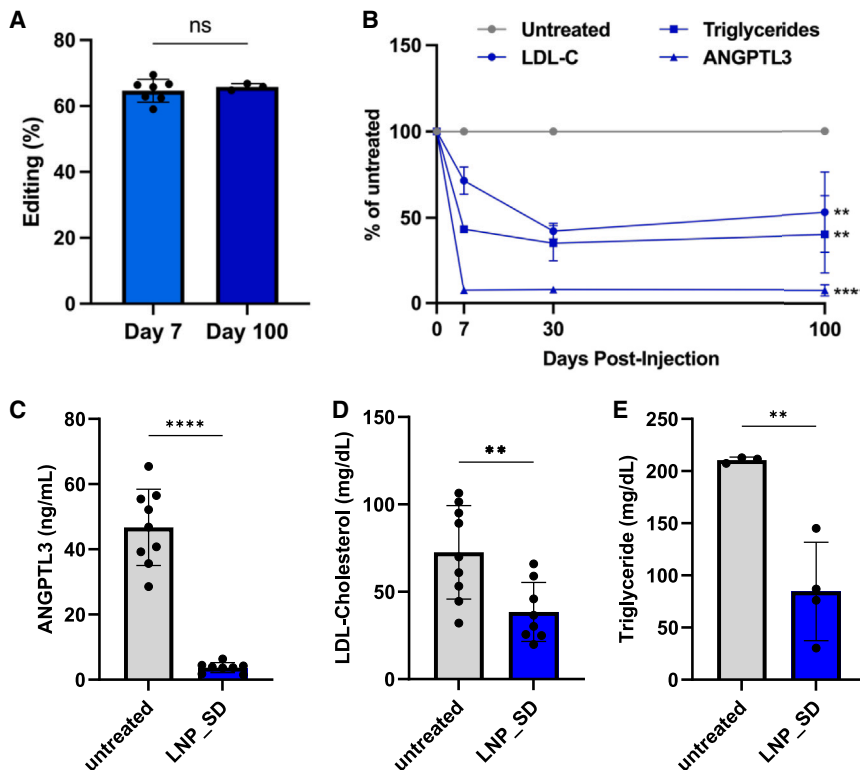 A
ns
80
60
40
20
0
Editing (%)
Day 7
Day 100
B
Untreated
Triglycerides
LDL-C
ANGPTL3
150
100
50
0
% of untreated
**
**
****
0
7
30
100
Days Post-Injection
C
80
60
40
20
0
ANGPTL3 (ng/mL)
****
untreated
LNP_SD
D
150
100
50
0
LDL-Cholesterol (mg/dL)
**
untreated
LNP_SD
E
250
200
150
100
50
0
Triglyceride (mg/dL)
**
untreated
LNP_SD